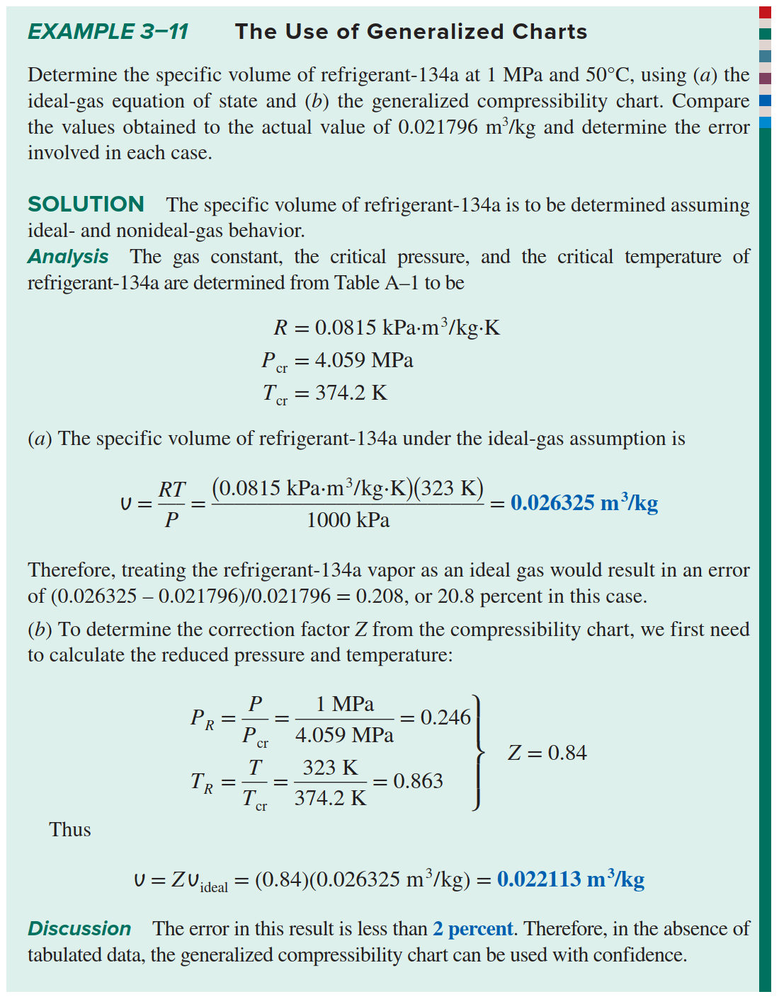 EXAMPLE 3–11 The Use of Generalized Charts
Determine the specific volume of refrigerant-134a at 1 MPa and 50°C, using (a) the
ideal-gas equation of state and (b) the generalized compressibility chart. Compare
the values obtained to the actual value of 0.021796 m³/kg and determine the error
involved in each case.
SOLUTION The specific volume of refrigerant-134a is to be determined assuming
ideal- and nonideal-gas behavior.
Analysis The gas constant, the critical pressure, and the critical temperature of
refrigerant-134a are determined from Table A–1 to be
R = 0.0815 kPa·m³/kg·K
P_cr = 4.059 MPa
T_cr = 374.2 K
(a) The specific volume of refrigerant-134a under the ideal-gas assumption is
υ = RT/P = (0.0815 kPa·m³/kg·K)(323 K)/1000 kPa = 0.026325 m³/kg
Therefore, treating the refrigerant-134a vapor as an ideal gas would result in an error
of (0.026325 – 0.021796)/0.021796 = 0.208, or 20.8 percent in this case.
(b) To determine the correction factor Z from the compressibility chart, we first need
to calculate the reduced pressure and temperature:
P_R = P/P_cr = 1 MPa/4.059 MPa = 0.246
T_R = T/T_cr = 323 K/374.2 K = 0.863
} Z = 0.84
Thus
υ = Zυ_ideal = (0.84)(0.026325 m³/kg) = 0.022113 m³/kg
Discussion The error in this result is less than 2 percent. Therefore, in the absence of
tabulated data, the generalized compressibility chart can be used with confidence.